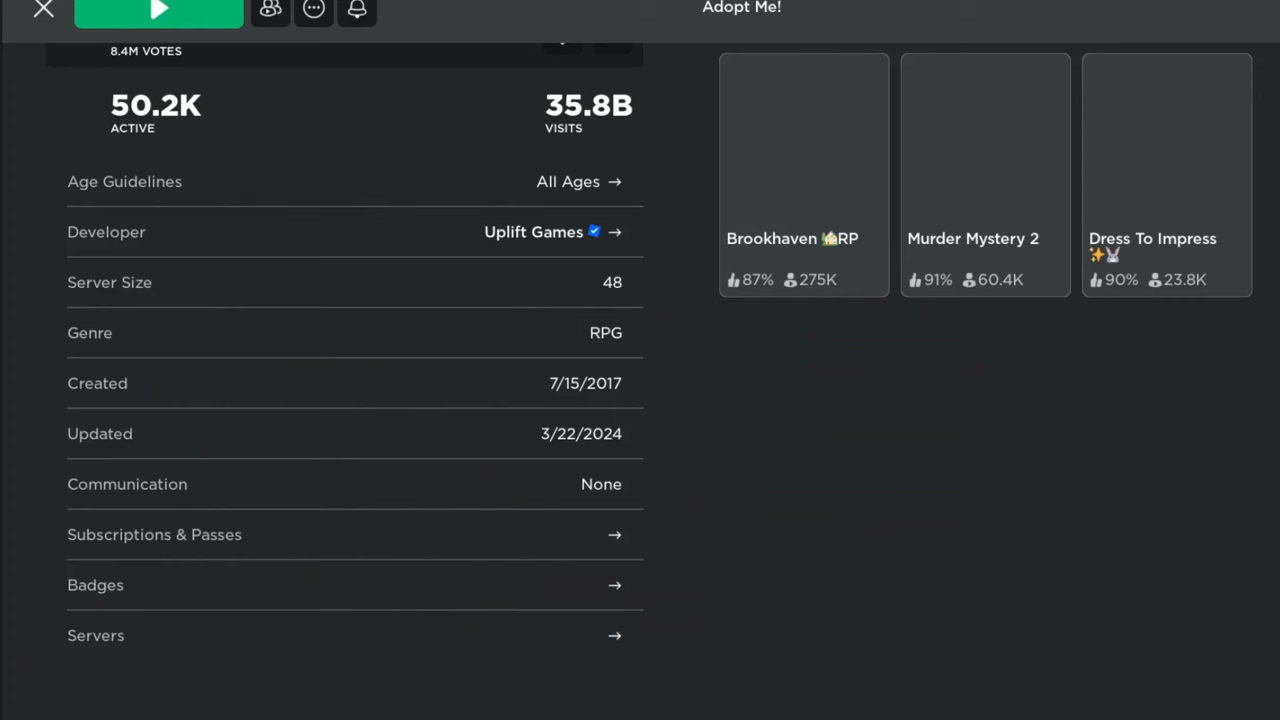 Adopt Me!
8.4M VOTES
50.2K
ACTIVE
35.8B
VISITS
Age Guidelines All Ages →
Developer Uplift Games →
Server Size 48
Genre RPG
Created 7/15/2017
Updated 3/22/2024
Communication None
Subscriptions & Passes →
Badges →
Servers →
Brookhaven 🏡RP
87% 275K
Murder Mystery 2
91% 60.4K
Dress To Impress
✨🐰
90% 23.8K